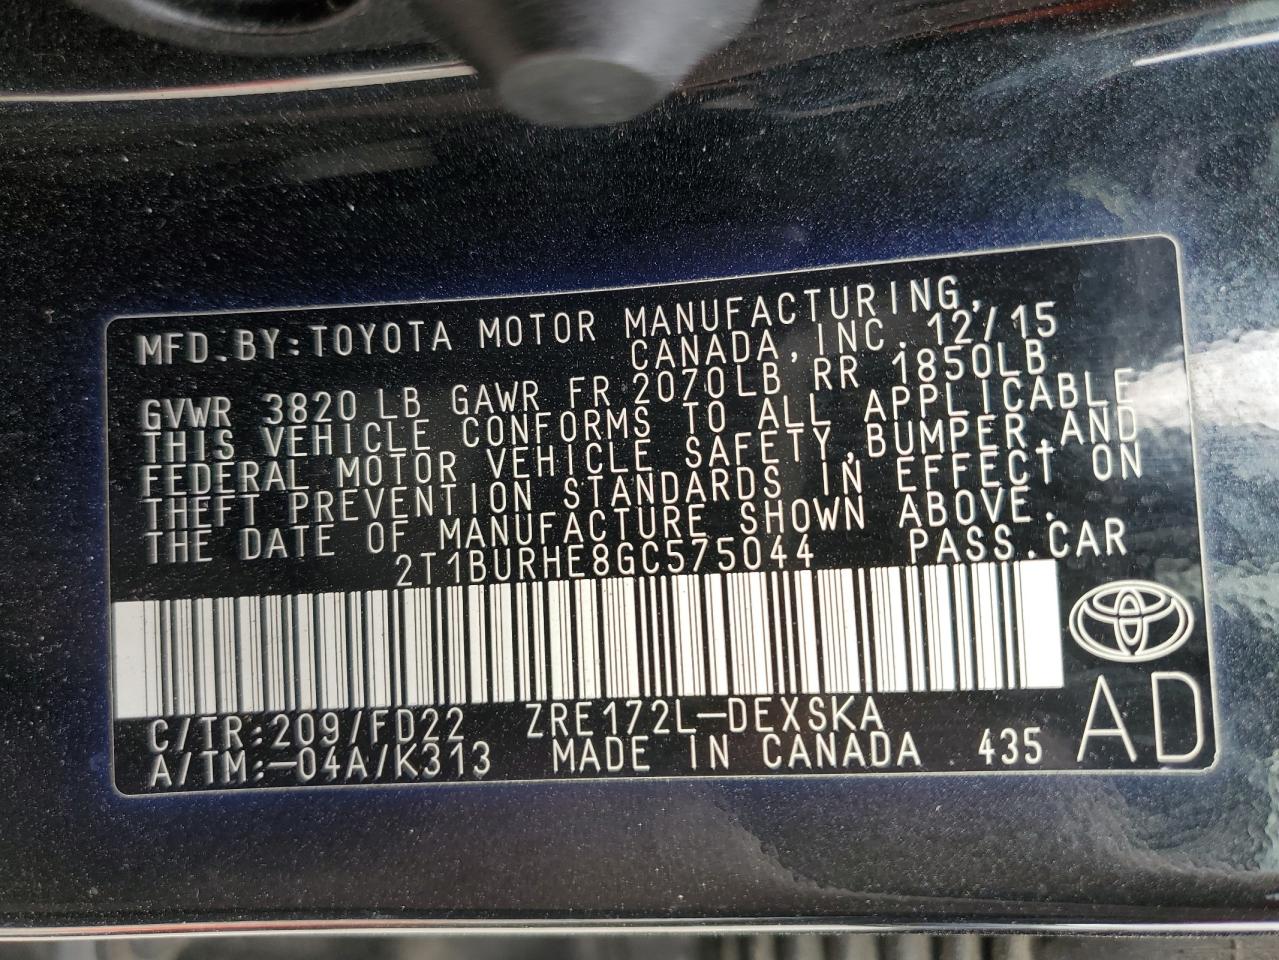 MFD.BY:TOYOTA MOTOR MANUFACTURING,
CANADA,INC. 12/15
GVWR 3820 LB GAWR FR 2070LB RR 1850LB
THIS VEHICLE CONFORMS TO ALL APPLICABLE
FEDERAL MOTOR VEHICLE SAFETY,BUMPER,AND
THEFT PREVENTION STANDARDS IN EFFECT ON
THE DATE OF MANUFACTURE SHOWN ABOVE.
2T1BURHE8GC575044 PASS.CAR
C/TR:209/FD22 ZRE172L-DEXSKA
A/TM:-04A/K313 MADE IN CANADA 435
AD